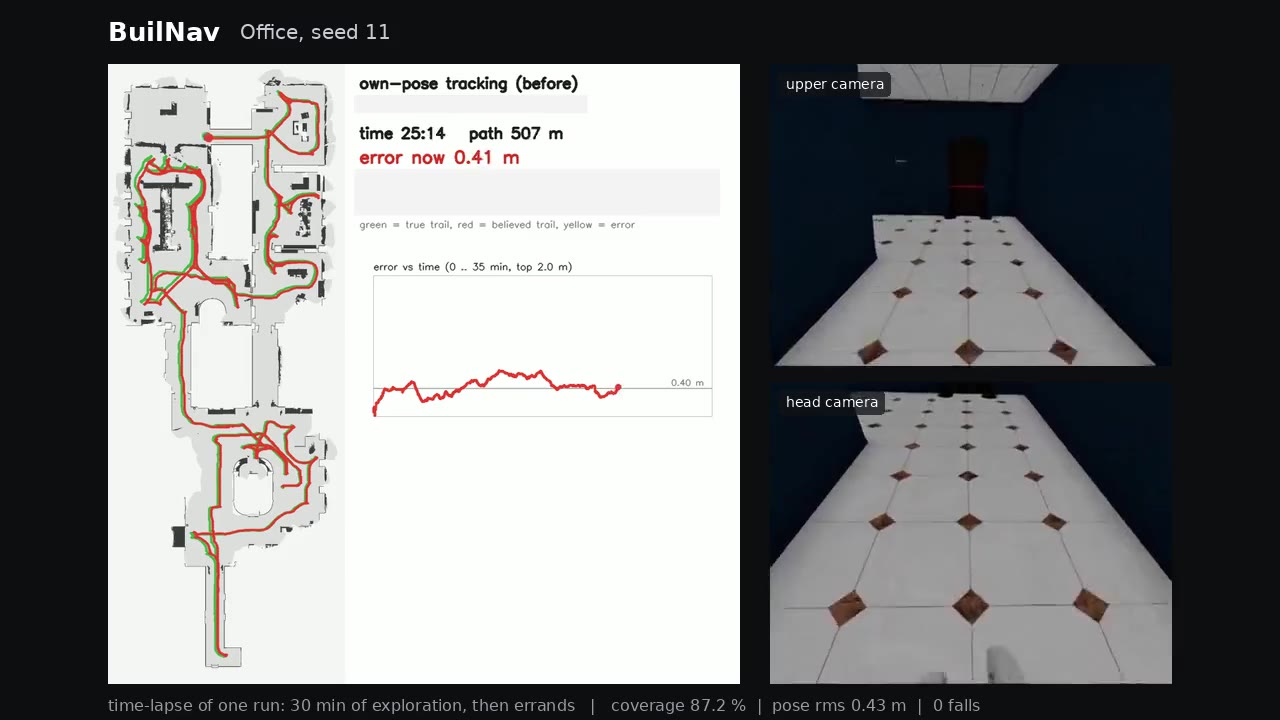 BuilNav Office, seed 11
own-pose tracking (before)
time 25:14 path 507 m
error now 0.41 m
green = true trail, red = believed trail, yellow = error
error vs time (0 .. 35 min, top 2.0 m)
0.40 m
upper camera
head camera
time-lapse of one run: 30 min of exploration, then errands | coverage 87.2 % | pose rms 0.43 m | 0 falls